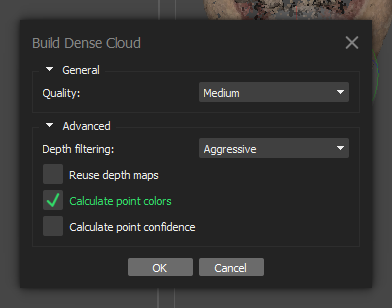 Build Dense Cloud
General
Quality: Medium
Advanced
Depth filtering: Aggressive
Reuse depth maps
Calculate point colors
Calculate point confidence
OK Cancel